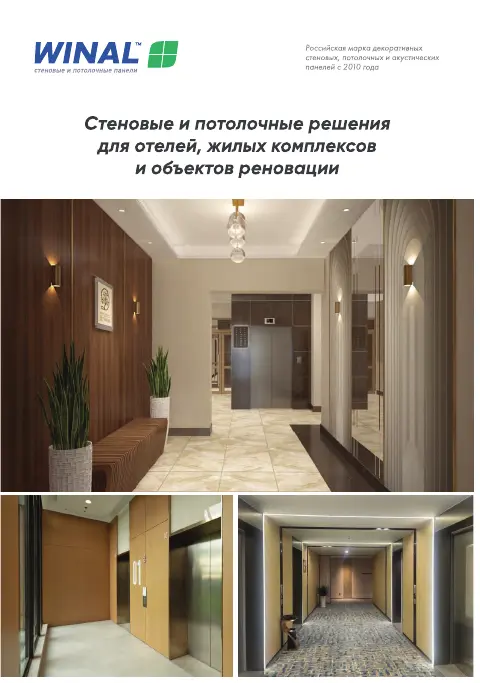 WINAL™
стеновые и потолочные панели
Российская марка декоративных
стеновых, потолочных и акустических
панелей с 2010 года
Стеновые и потолочные решения
для отелей, жилых комплексов
и объектов реновации